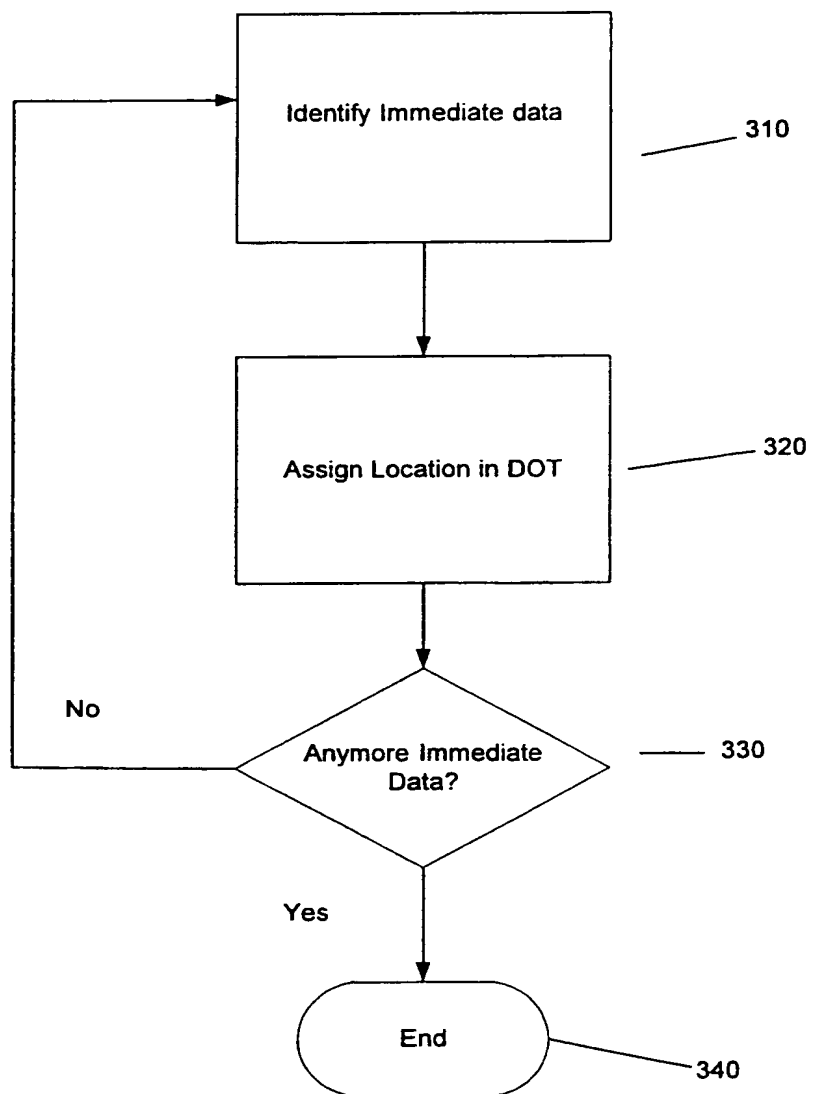 Identify Immediate data
310
Assign Location in DOT
320
No
Anymore Immediate
Data?
330
Yes
End
340